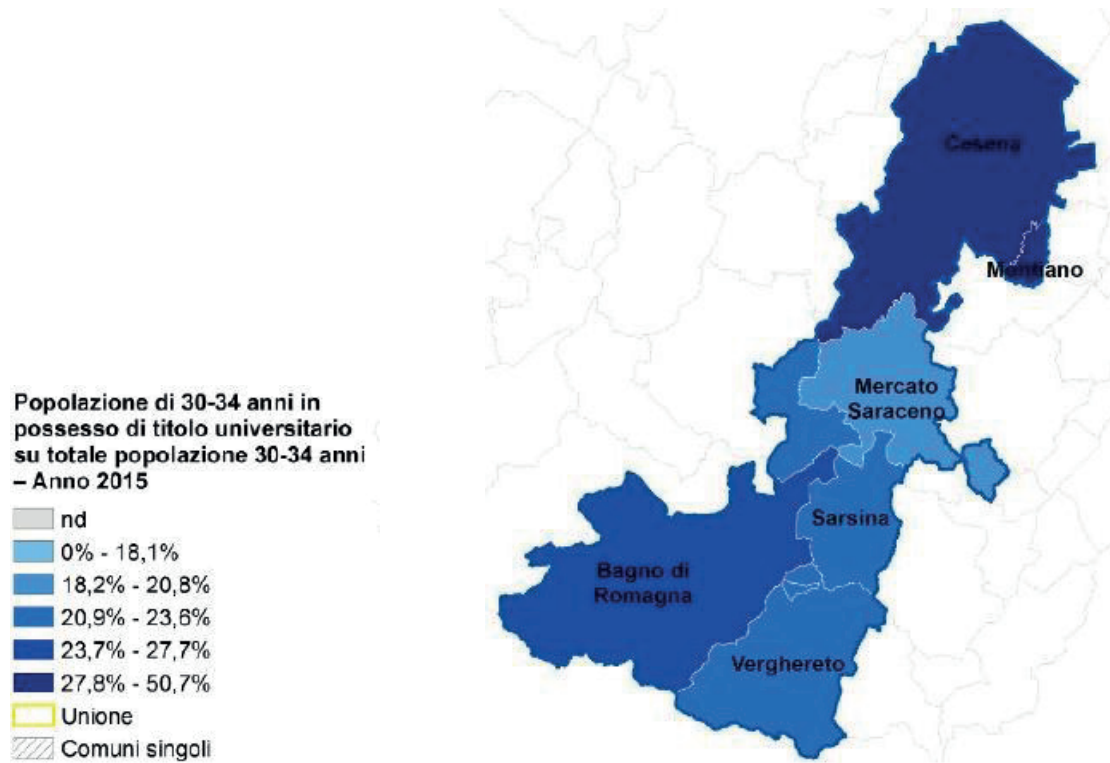 Cesena
Montiano
Mercato
Saraceno
Sarsina
Bagno di
Romagna
Verghereto
Popolazione di 30-34 anni in
possesso di titolo universitario
su totale popolazione 30-34 anni
– Anno 2015
nd
0% - 18,1%
18,2% - 20,8%
20,9% - 23,6%
23,7% - 27,7%
27,8% - 50,7%
Unione
Comuni singoli